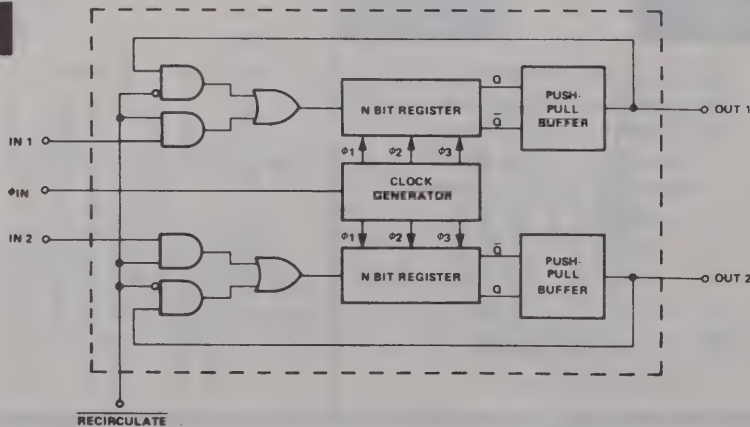 N BIT REGISTER
Q
Q̅
PUSH-
PULL
BUFFER
OUT 1
IN 1
ϕ1 ϕ2 ϕ3
ϕIN
CLOCK
GENERATOR
IN 2
ϕ1 ϕ2 ϕ3
N BIT REGISTER
Q̅
Q
PUSH-
PULL
BUFFER
OUT 2
RECIRCULATE